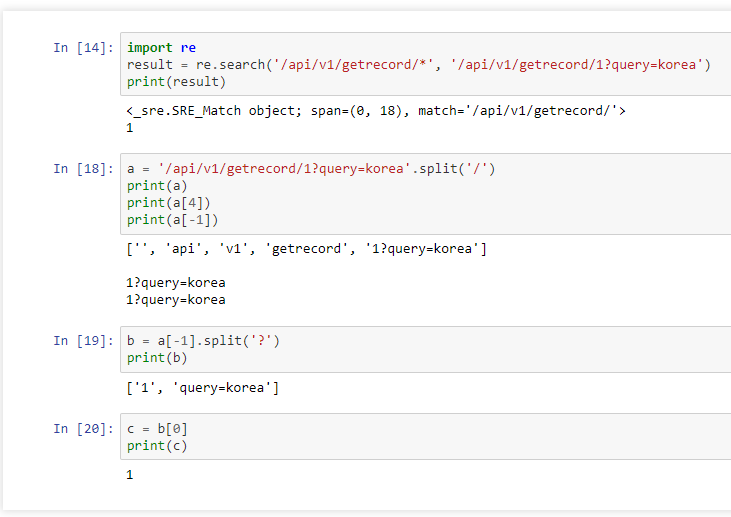 In [14]: import re
result = re.search('/api/v1/getrecord/*', '/api/v1/getrecord/1?query=korea')
print(result)
<_sre.SRE_Match object; span=(0, 18), match='/api/v1/getrecord/'>
1
In [18]: a = '/api/v1/getrecord/1?query=korea'.split('/')
print(a)
print(a[4])
print(a[-1])
['', 'api', 'v1', 'getrecord', '1?query=korea']
1?query=korea
1?query=korea
In [19]: b = a[-1].split('?')
print(b)
['1', 'query=korea']
In [20]: c = b[0]
print(c)
1